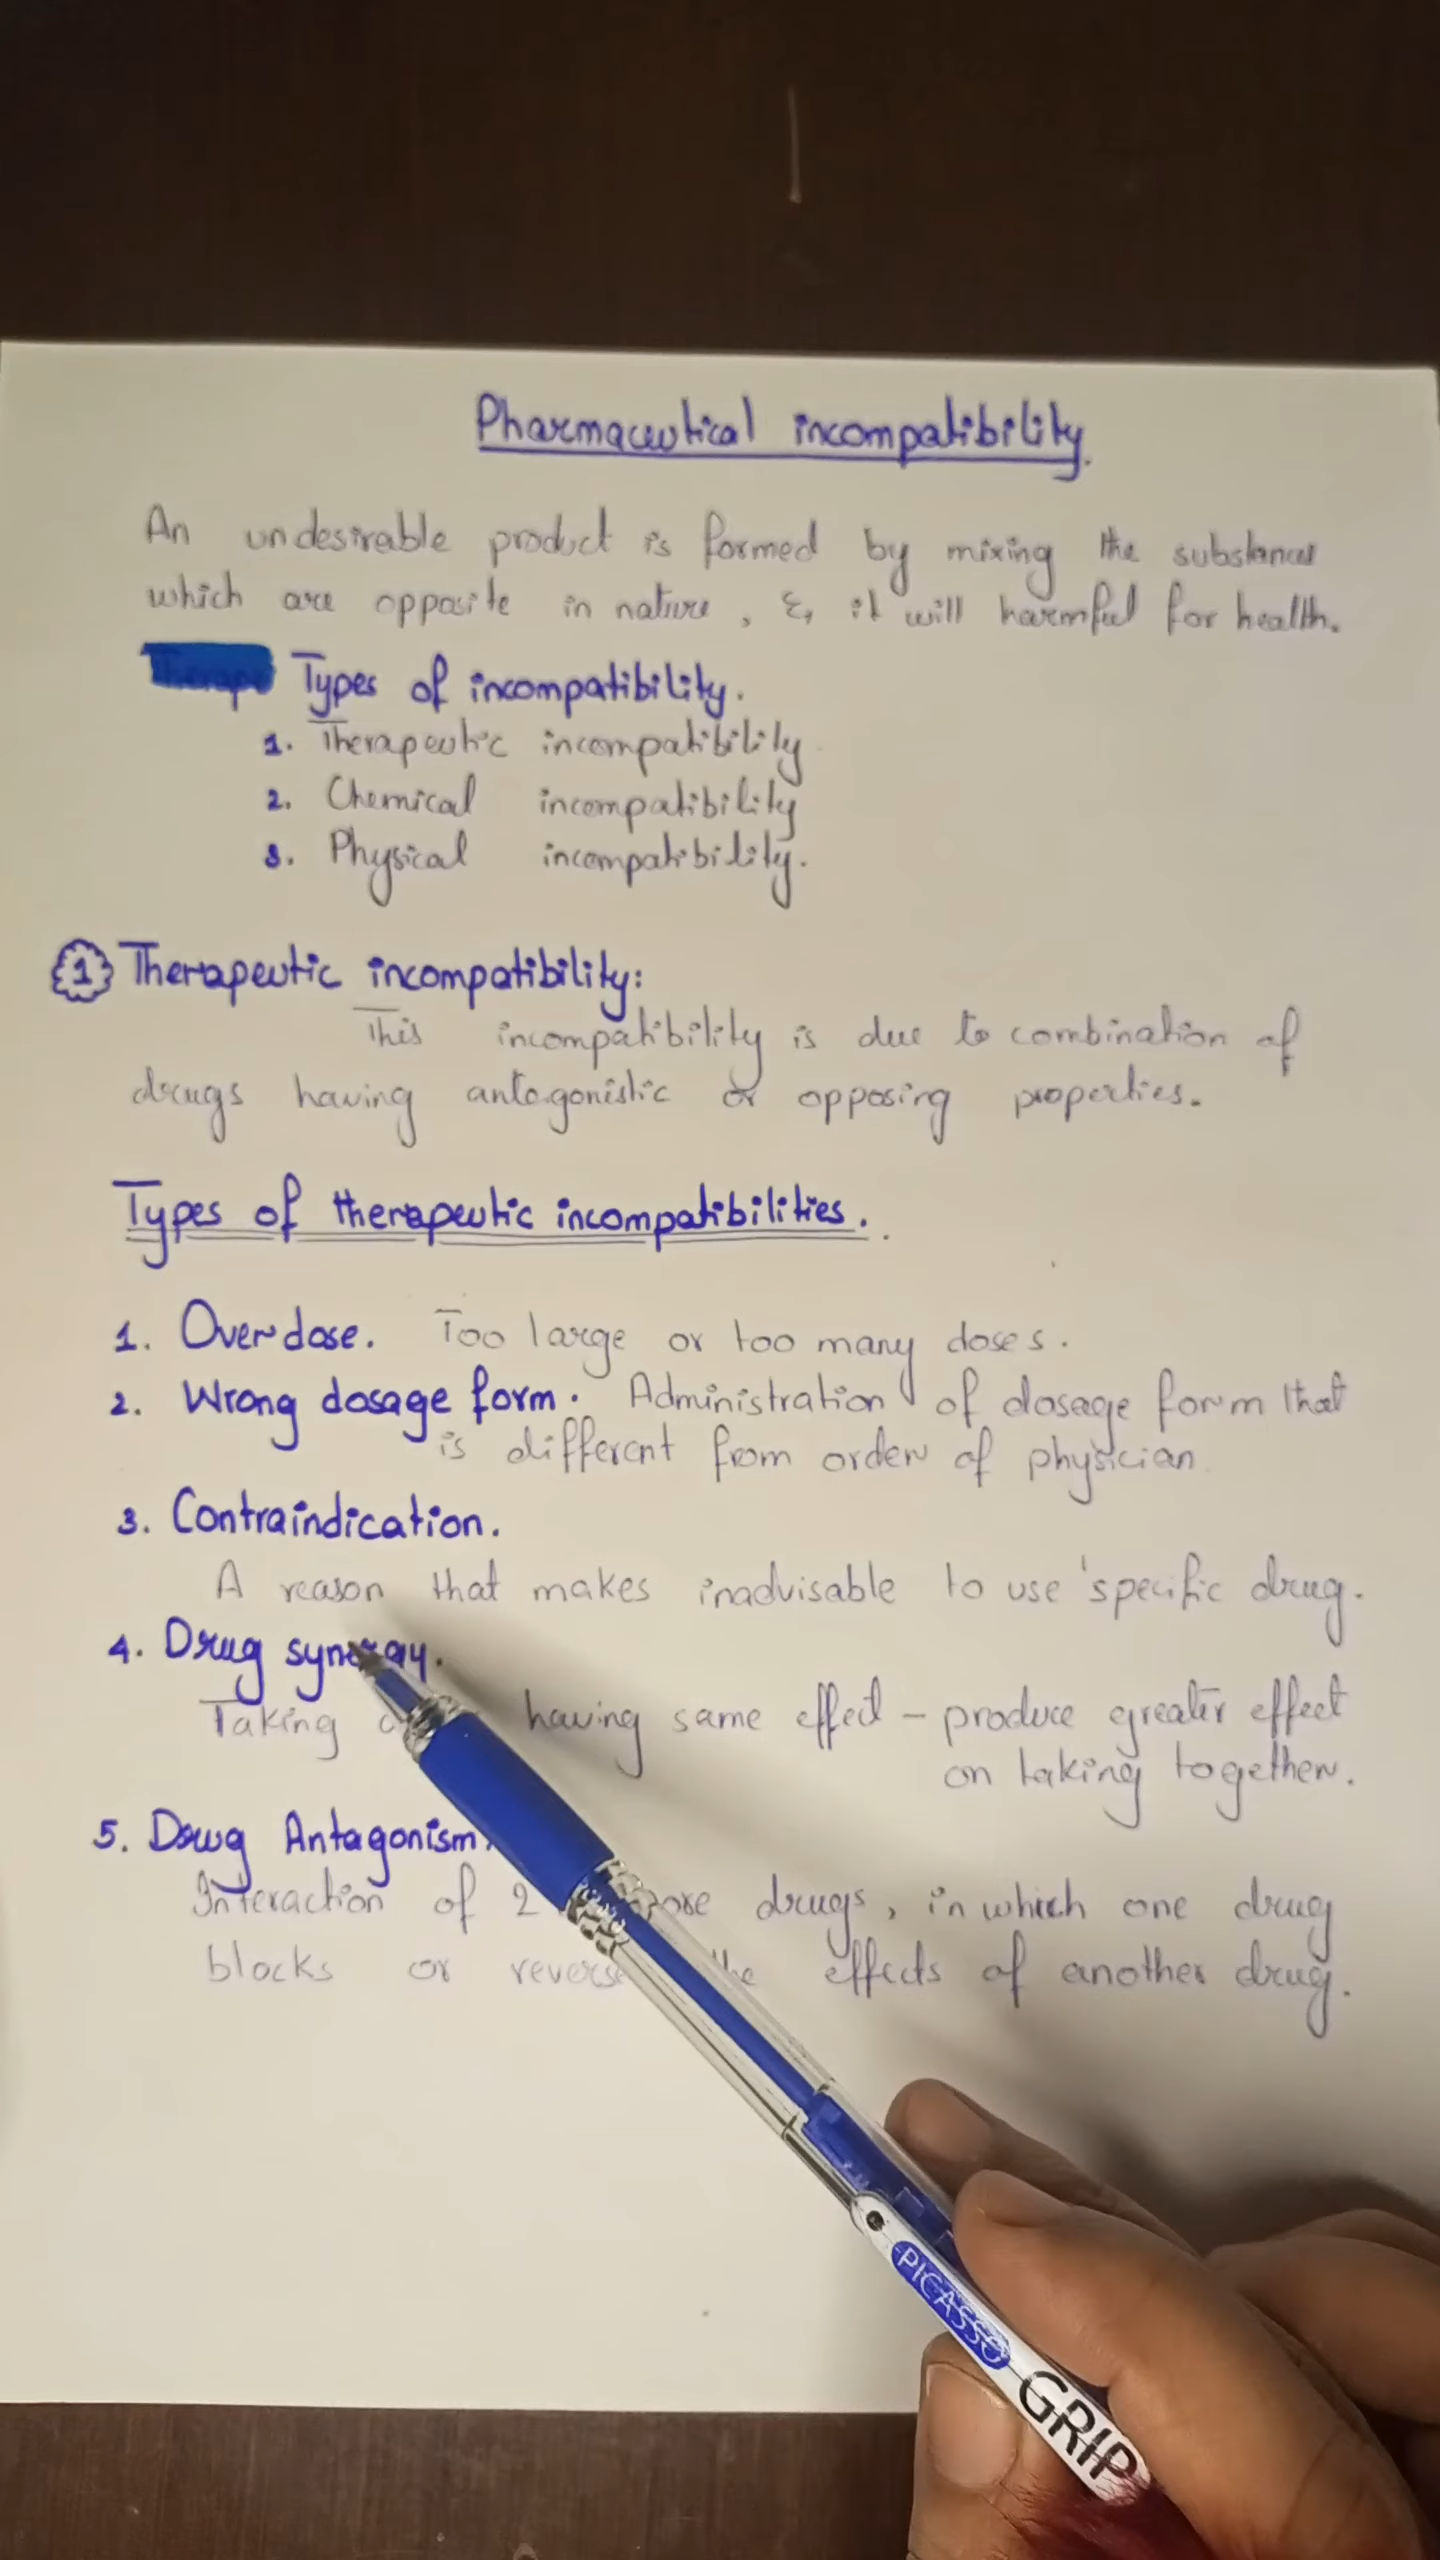 Pharmaceutical incompatibility.
An undesirable product is formed by mixing the substances
which are opposite in nature, & it will harmful for health.
Therap Types of incompatibility.
1. Therapeutic incompatibility.
2. Chemical incompatibility
3. Physical incompatibility.
1 Therapeutic incompatibility:
This incompatibility is due to combination of
drugs having antagonistic or opposing properties.
Types of therapeutic incompatibilities.
1. Overdose. Too large or too many doses.
2. Wrong dosage form. Administration of dosage form that
is different from order of physician.
3. Contraindication.
A reason that makes inadvisable to use specific drug.
4. Drug synergy.
Taking having same effect - produce greater effect
on taking together.
5. Drug Antagonism.
Interaction of 2 more drugs, in which one drug
blocks or reverse the effects of another drug.
PICASSO
GRIP